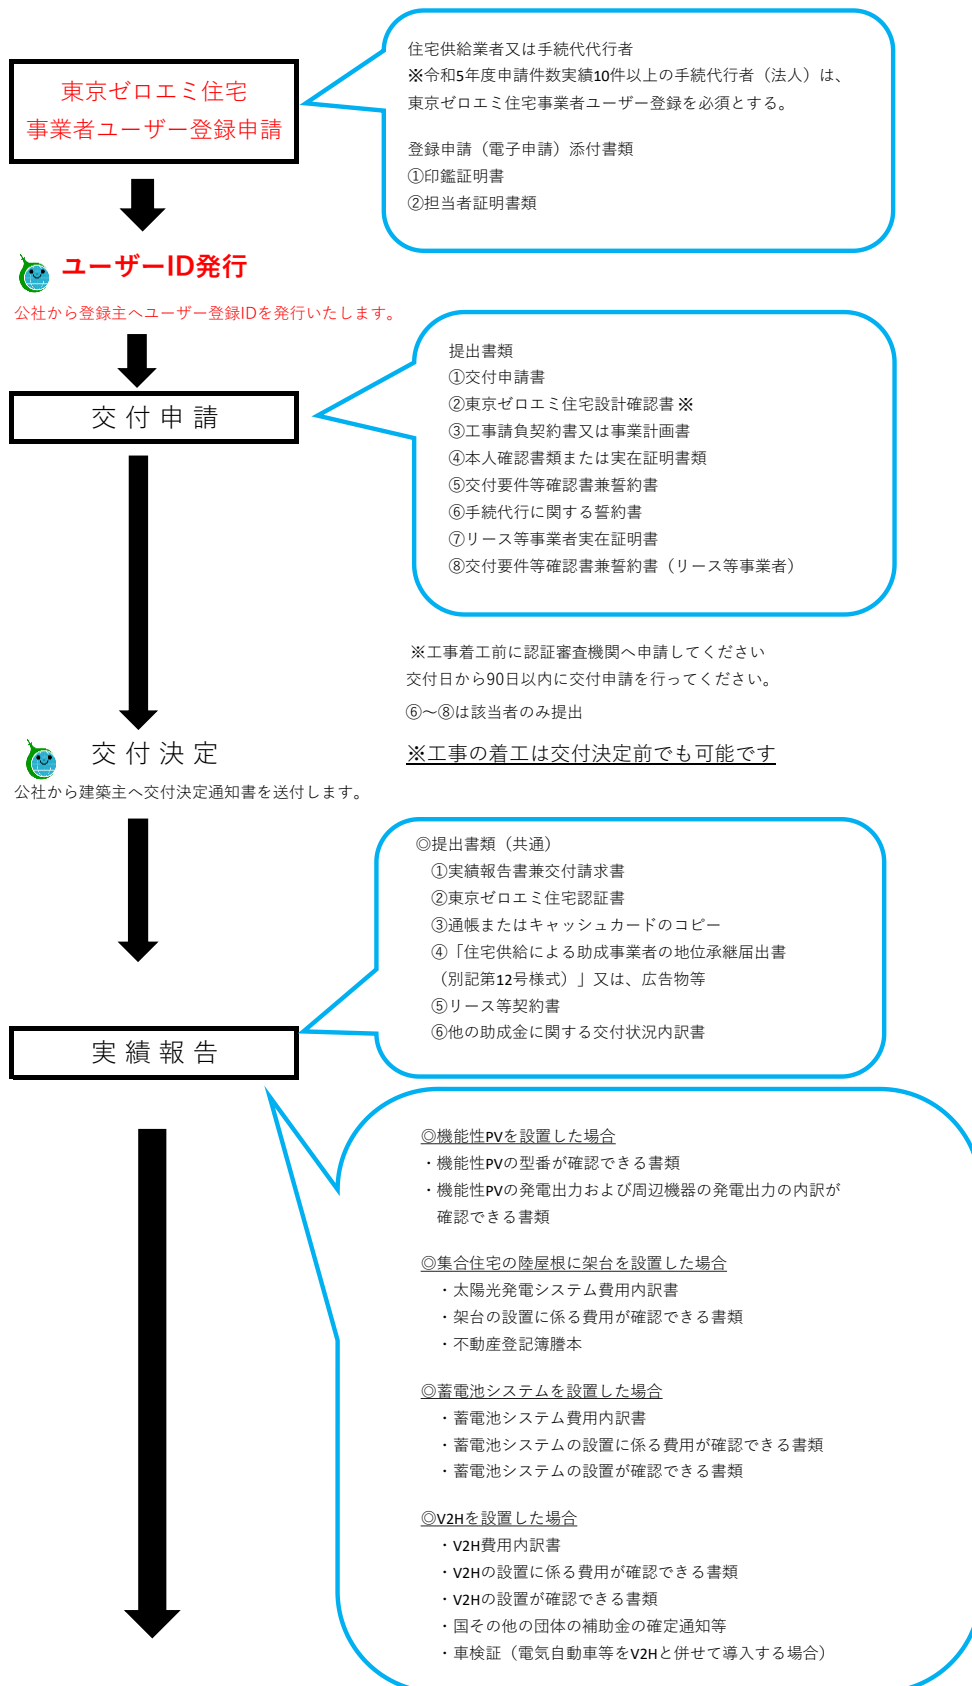 東京ゼロエミ住宅
事業者ユーザー登録申請
住宅供給業者又は手続代代行者
※令和5年度申請件数実績10件以上の手続代行者（法人）は、
東京ゼロエミ住宅事業者ユーザー登録を必須とする。
登録申請（電子申請）添付書類
①印鑑証明書
②担当者証明書類
ユーザーID発行
公社から登録主へユーザー登録IDを発行いたします。
交付申請
提出書類
①交付申請書
②東京ゼロエミ住宅設計確認書※
③工事請負契約書又は事業計画書
④本人確認書類または実在証明書類
⑤交付要件等確認書兼誓約書
⑥手続代行に関する誓約書
⑦リース等事業者実在証明書
⑧交付要件等確認書兼誓約書（リース等事業者）
※工事着工前に認証審査機関へ申請してください
交付日から90日以内に交付申請を行ってください。
⑥～⑧は該当者のみ提出
※工事の着工は交付決定前でも可能です
交付決定
公社から建築主へ交付決定通知書を送付します。
◎提出書類（共通）
①実績報告書兼交付請求書
②東京ゼロエミ住宅認証書
③通帳またはキャッシュカードのコピー
④「住宅供給による助成事業者の地位承継届出書
（別記第12号様式）」又は、広告物等
⑤リース等契約書
⑥他の助成金に関する交付状況内訳書
実績報告
◎機能性PVを設置した場合
・機能性PVの型番が確認できる書類
・機能性PVの発電出力および周辺機器の発電出力の内訳が
確認できる書類
◎集合住宅の陸屋根に架台を設置した場合
・太陽光発電システム費用内訳書
・架台の設置に係る費用が確認できる書類
・不動産登記簿謄本
◎蓄電池システムを設置した場合
・蓄電池システム費用内訳書
・蓄電池システムの設置に係る費用が確認できる書類
・蓄電池システムの設置が確認できる書類
◎V2Hを設置した場合
・V2H費用内訳書
・V2Hの設置に係る費用が確認できる書類
・V2Hの設置が確認できる書類
・国その他の団体の補助金の確定通知等
・車検証（電気自動車等をV2Hと併せて導入する場合）